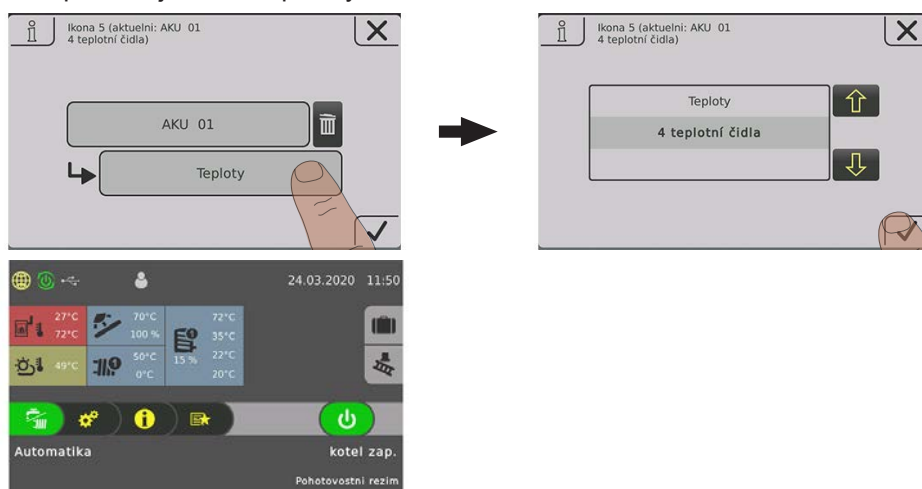 Ikona 5 (aktuelni: AKU 01
4 teplotní čidla)
AKU 01
Teploty
Ikona 5 (aktuelni: AKU 01
4 teplotní čidla)
Teploty
4 teplotní čidla
24.03.2020 11:50
27°C
72°C
70°C
100 %
72°C
35°C
49°C
50°C
0°C
15 %
22°C
20°C
Automatika
kotel zap.
Pohotovostni rezim